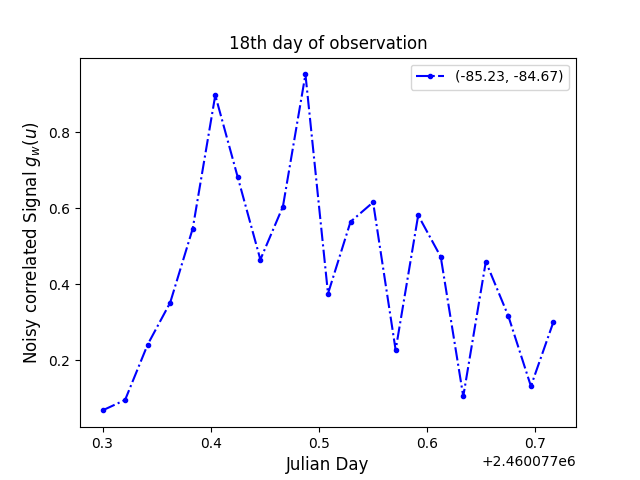 18th day of observation
(-85.23, -84.67)
Noisy correlated Signal g_w(u)
0.8
0.6
0.4
0.2
0.3 0.4 0.5 0.6 0.7
Julian Day
+2.460077e6